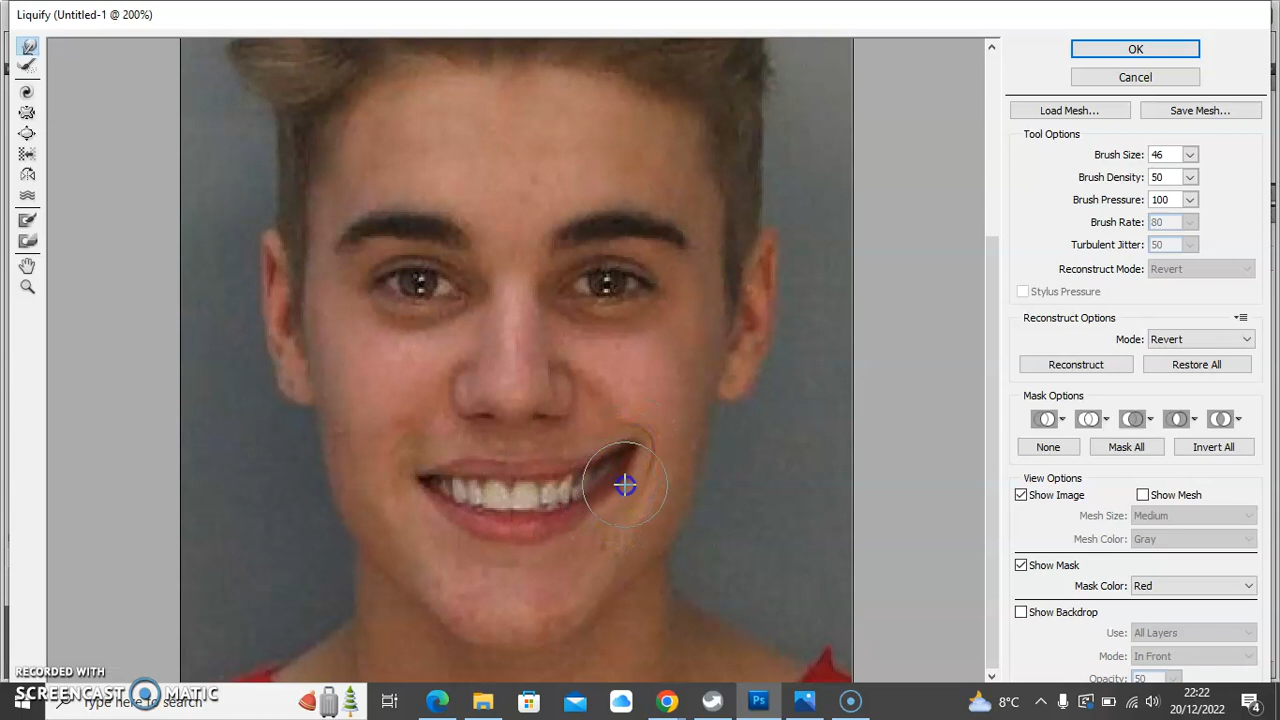 Liquify (Untitled-1 @ 200%)
OK
Cancel
Load Mesh... Save Mesh...
Tool Options
Brush Size: 46
Brush Density: 50
Brush Pressure: 100
Brush Rate: 80
Turbulent Jitter: 50
Reconstruct Mode: Revert
Stylus Pressure
Reconstruct Options
Mode: Revert
Reconstruct Restore All
Mask Options
None Mask All Invert All
View Options
Show Image Show Mesh
Mesh Size: Medium
Mesh Color: Gray
Show Mask
Mask Color: Red
Show Backdrop
Use: All Layers
Mode: In Front
Opacity: 50
RECORDED WITH
SCREENCAST MATIC
Type here to search
Ps
8°C
22:22
20/12/2022
4